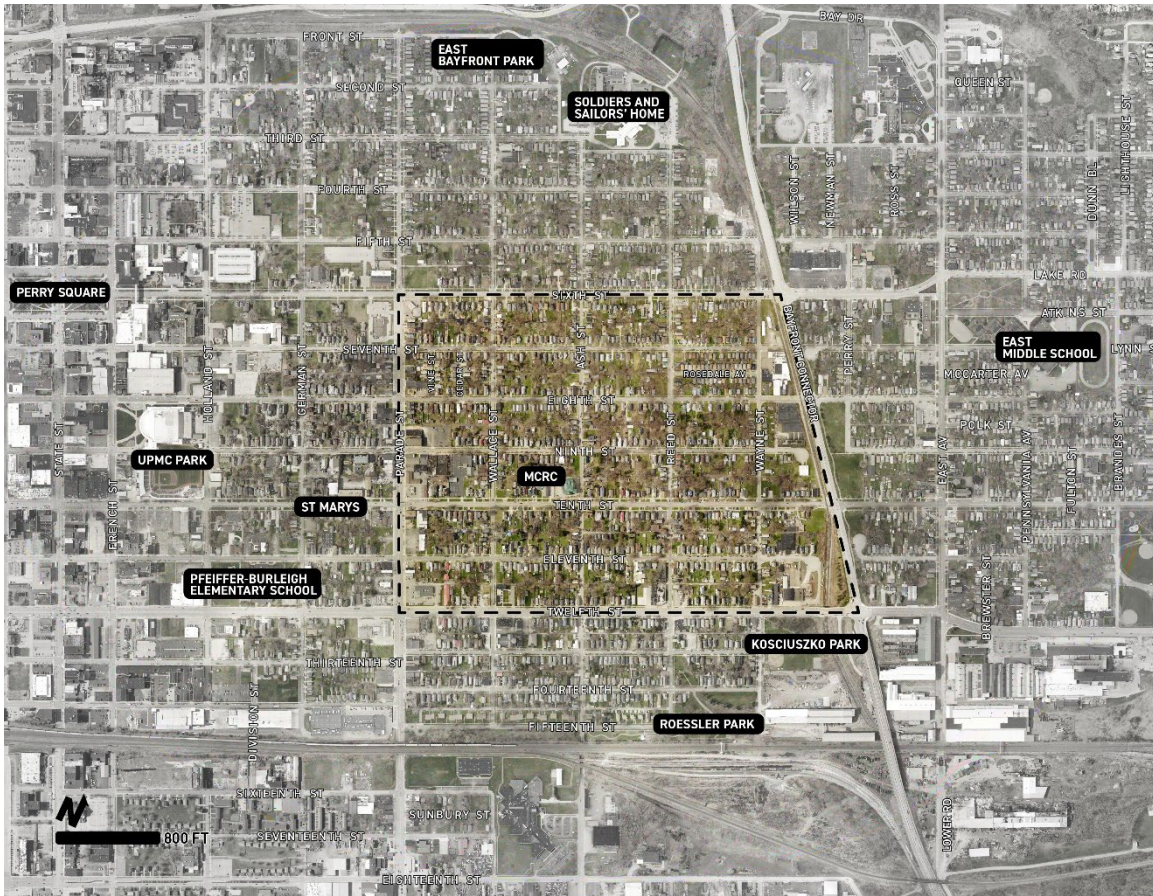 FRONT ST
BAY DR
EAST
BAYFRONT PARK
SECOND ST
QUEEN ST
SOLDIERS AND
SAILORS' HOME
THIRD ST
LIGHTHOUSE ST
DUNN BL
FOURTH ST
WILSON ST
NEWMAN ST
ROSS ST
FIFTH ST
LAKE RD
PERRY SQUARE
SIXTH ST
BAYFRONT CONNECTOR
ATKINS ST
SEVENTH ST
ASH ST
PERRY ST
EAST
MIDDLE SCHOOL
LYNN S
HOLLAND ST
GERMAN ST
VINE ST
CEDAR ST
ROSEDALE AV
MCCARTER AV
EIGHTH ST
STATE ST
PARADE ST
WALLACE ST
REED ST
WAYNE ST
POLK ST
EAST AV
PENNSYLVANIA AV
FULTON ST
BRANDES ST
UPMC PARK
NINTH ST
MCRC
FRENCH ST
ST MARYS
TENTH ST
ELEVENTH ST
PFEIFFER-BURLEIGH
ELEMENTARY SCHOOL
BREWSTER ST
TWELFTH ST
KOSCIUSZKO PARK
THIRTEENTH ST
FOURTEENTH ST
DIVISION ST
FIFTEENTH ST
ROESSLER PARK
SIXTEENTH ST
N
800 FT
SUNBURY ST
SEVENTEENTH ST
LOWER RD
EIGHTEENTH ST